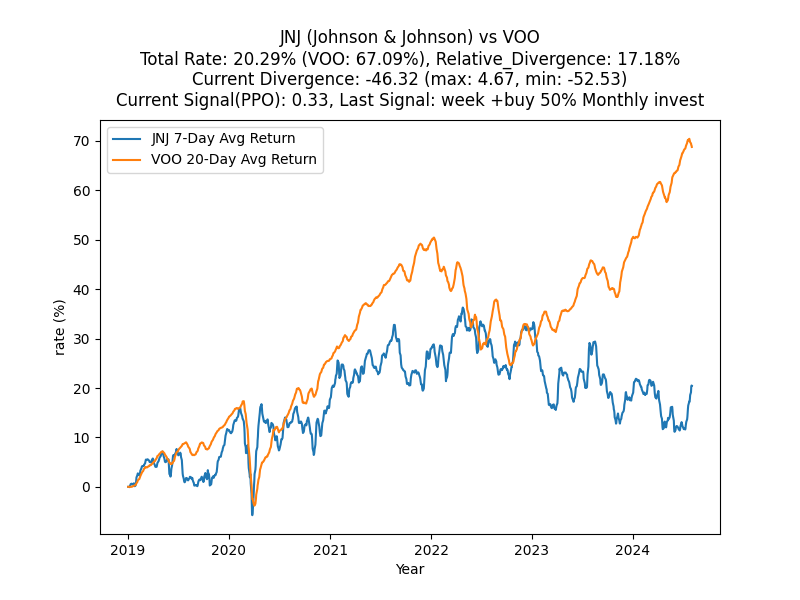 JNJ (Johnson & Johnson) vs VOO
Total Rate: 20.29% (VOO: 67.09%), Relative_Divergence: 17.18%
Current Divergence: -46.32 (max: 4.67, min: -52.53)
Current Signal(PPO): 0.33, Last Signal: week +buy 50% Monthly invest
JNJ 7-Day Avg Return
VOO 20-Day Avg Return
70
60
50
40
30
20
10
0
rate (%)
2019 2020 2021 2022 2023 2024
Year